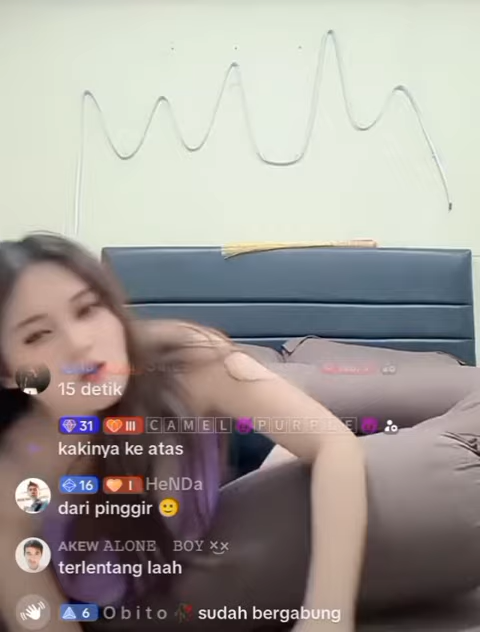 15 detik
31 III CAMEL😈PURPLE😈
kakinya ke atas
16 I HeNDa
dari pinggir 🙂
AKEW ALONE BOY ×͜×
terlentang laah
6 Obito🥀 sudah bergabung